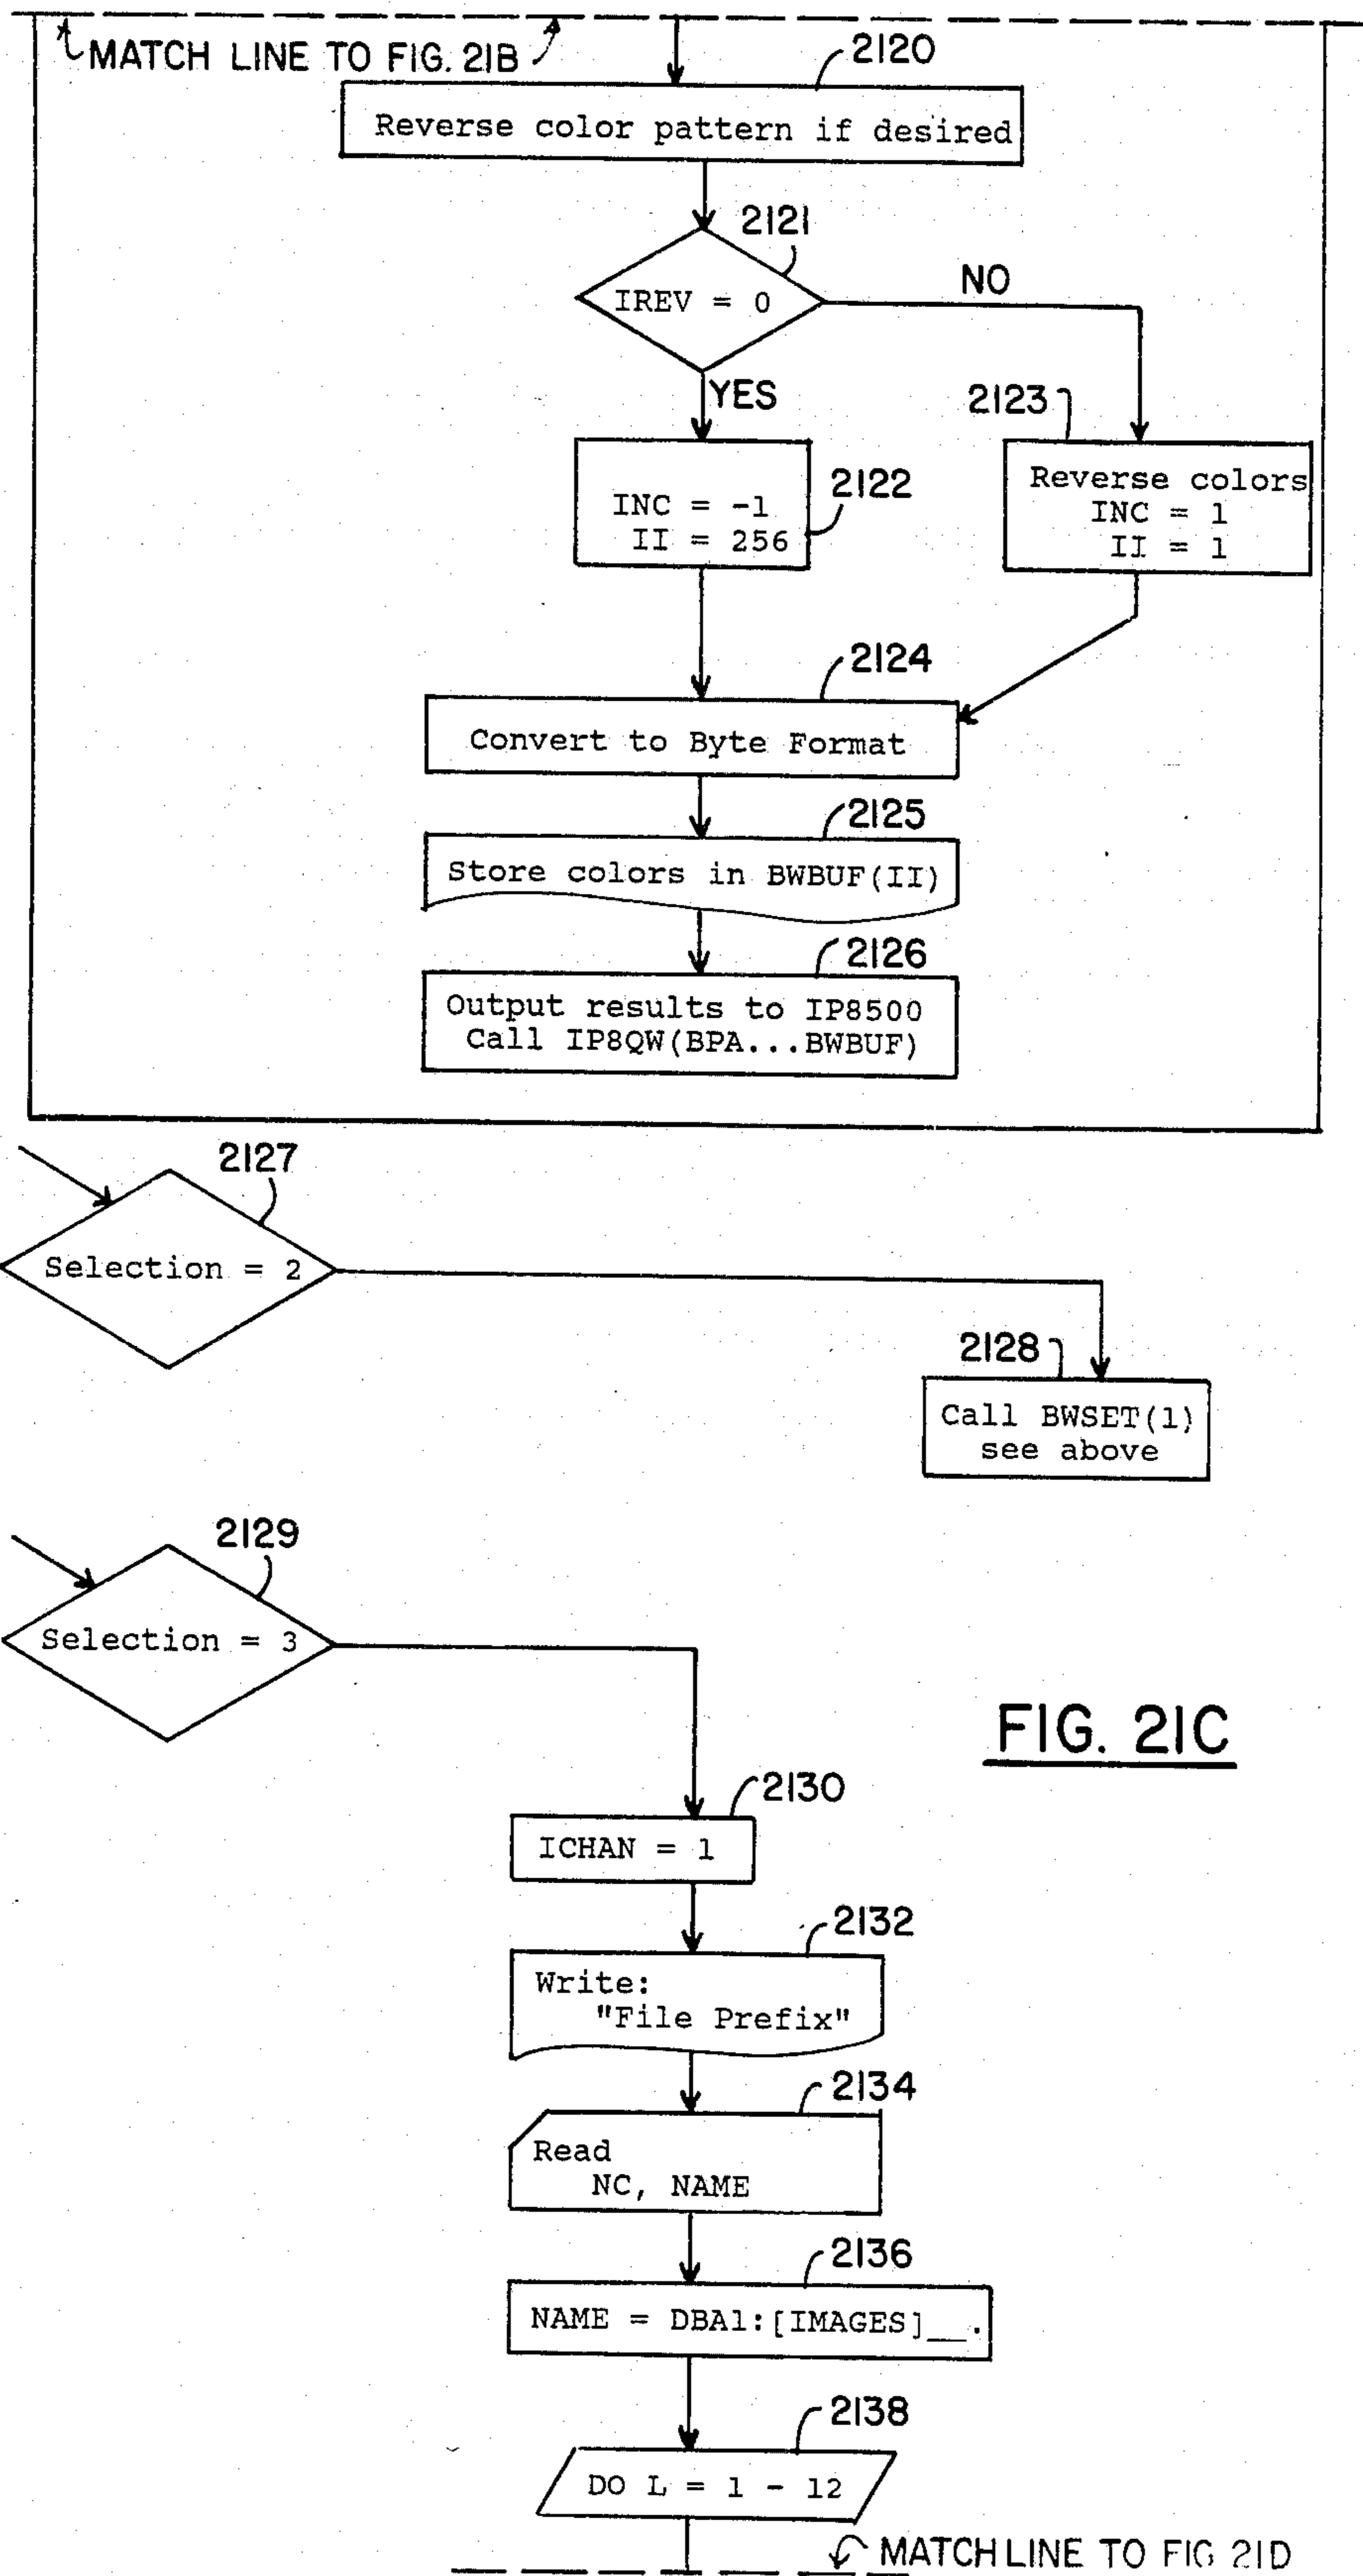 MATCH LINE TO FIG. 21B
2120
Reverse color pattern if desired
2121
IREV = 0
NO
YES
2123
2122
INC = -1
II = 256
Reverse colors
INC = 1
II = 1
2124
Convert to Byte Format
2125
Store colors in BWBUF(II)
2126
Output results to IP8500
Call IP8QW(BPA...BWBUF)
2127
Selection = 2
2128
Call BWSET(1)
see above
2129
Selection = 3
FIG. 21C
2130
ICHAN = 1
2132
Write:
"File Prefix"
2134
Read
NC, NAME
2136
NAME = DBA1:[IMAGES]__.
2138
DO L = 1 - 12
MATCH LINE TO FIG 21D